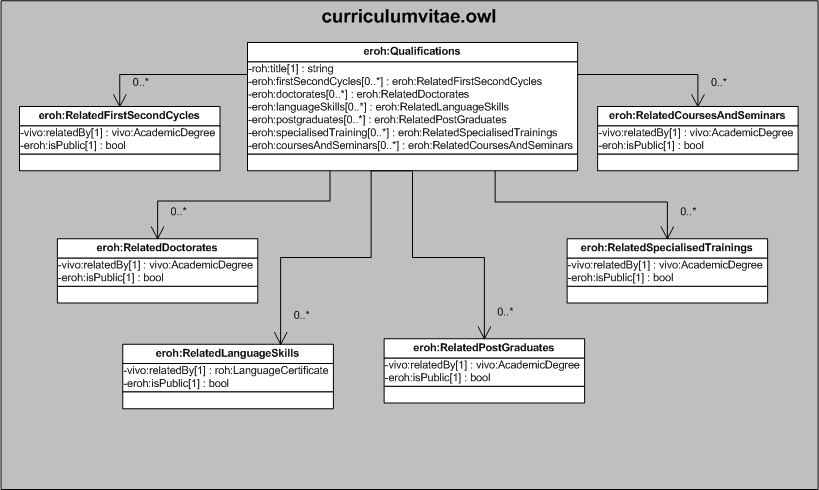 curriculumvitae.owl
eroh:Qualifications
-roh:title[1] : string
-eroh:firstSecondCycles[0..*] : eroh:RelatedFirstSecondCycles
-eroh:doctorates[0..*] : eroh:RelatedDoctorates
-eroh:languageSkills[0..*] : eroh:RelatedLanguageSkills
-eroh:postgraduates[0..*] : eroh:RelatedPostGraduates
-eroh:specialisedTraining[0..*] : eroh:RelatedSpecialisedTrainings
-eroh:coursesAndSeminars[0..*] : eroh:RelatedCoursesAndSeminars
0..*
0..*
eroh:RelatedFirstSecondCycles
-vivo:relatedBy[1] : vivo:AcademicDegree
-eroh:isPublic[1] : bool
eroh:RelatedCoursesAndSeminars
-vivo:relatedBy[1] : vivo:AcademicDegree
-eroh:isPublic[1] : bool
0..*
0..*
eroh:RelatedDoctorates
-vivo:relatedBy[1] : vivo:AcademicDegree
-eroh:isPublic[1] : bool
eroh:RelatedSpecialisedTrainings
-vivo:relatedBy[1] : vivo:AcademicDegree
-eroh:isPublic[1] : bool
0..*
0..*
eroh:RelatedLanguageSkills
-vivo:relatedBy[1] : roh:LanguageCertificate
-eroh:isPublic[1] : bool
eroh:RelatedPostGraduates
-vivo:relatedBy[1] : vivo:AcademicDegree
-eroh:isPublic[1] : bool